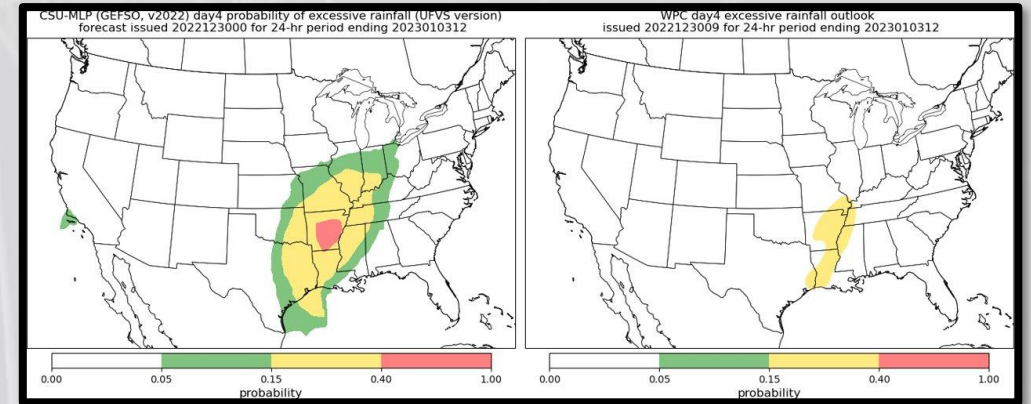 CSU-MLP (GEFSO, v2022) day4 probability of excessive rainfall (UFVS version)
forecast issued 2022123000 for 24-hr period ending 2023010312
0.00 0.05 0.15 0.40 1.00
probability
WPC day4 excessive rainfall outlook
issued 2022123009 for 24-hr period ending 2023010312
0.00 0.05 0.15 0.40 1.00
probability